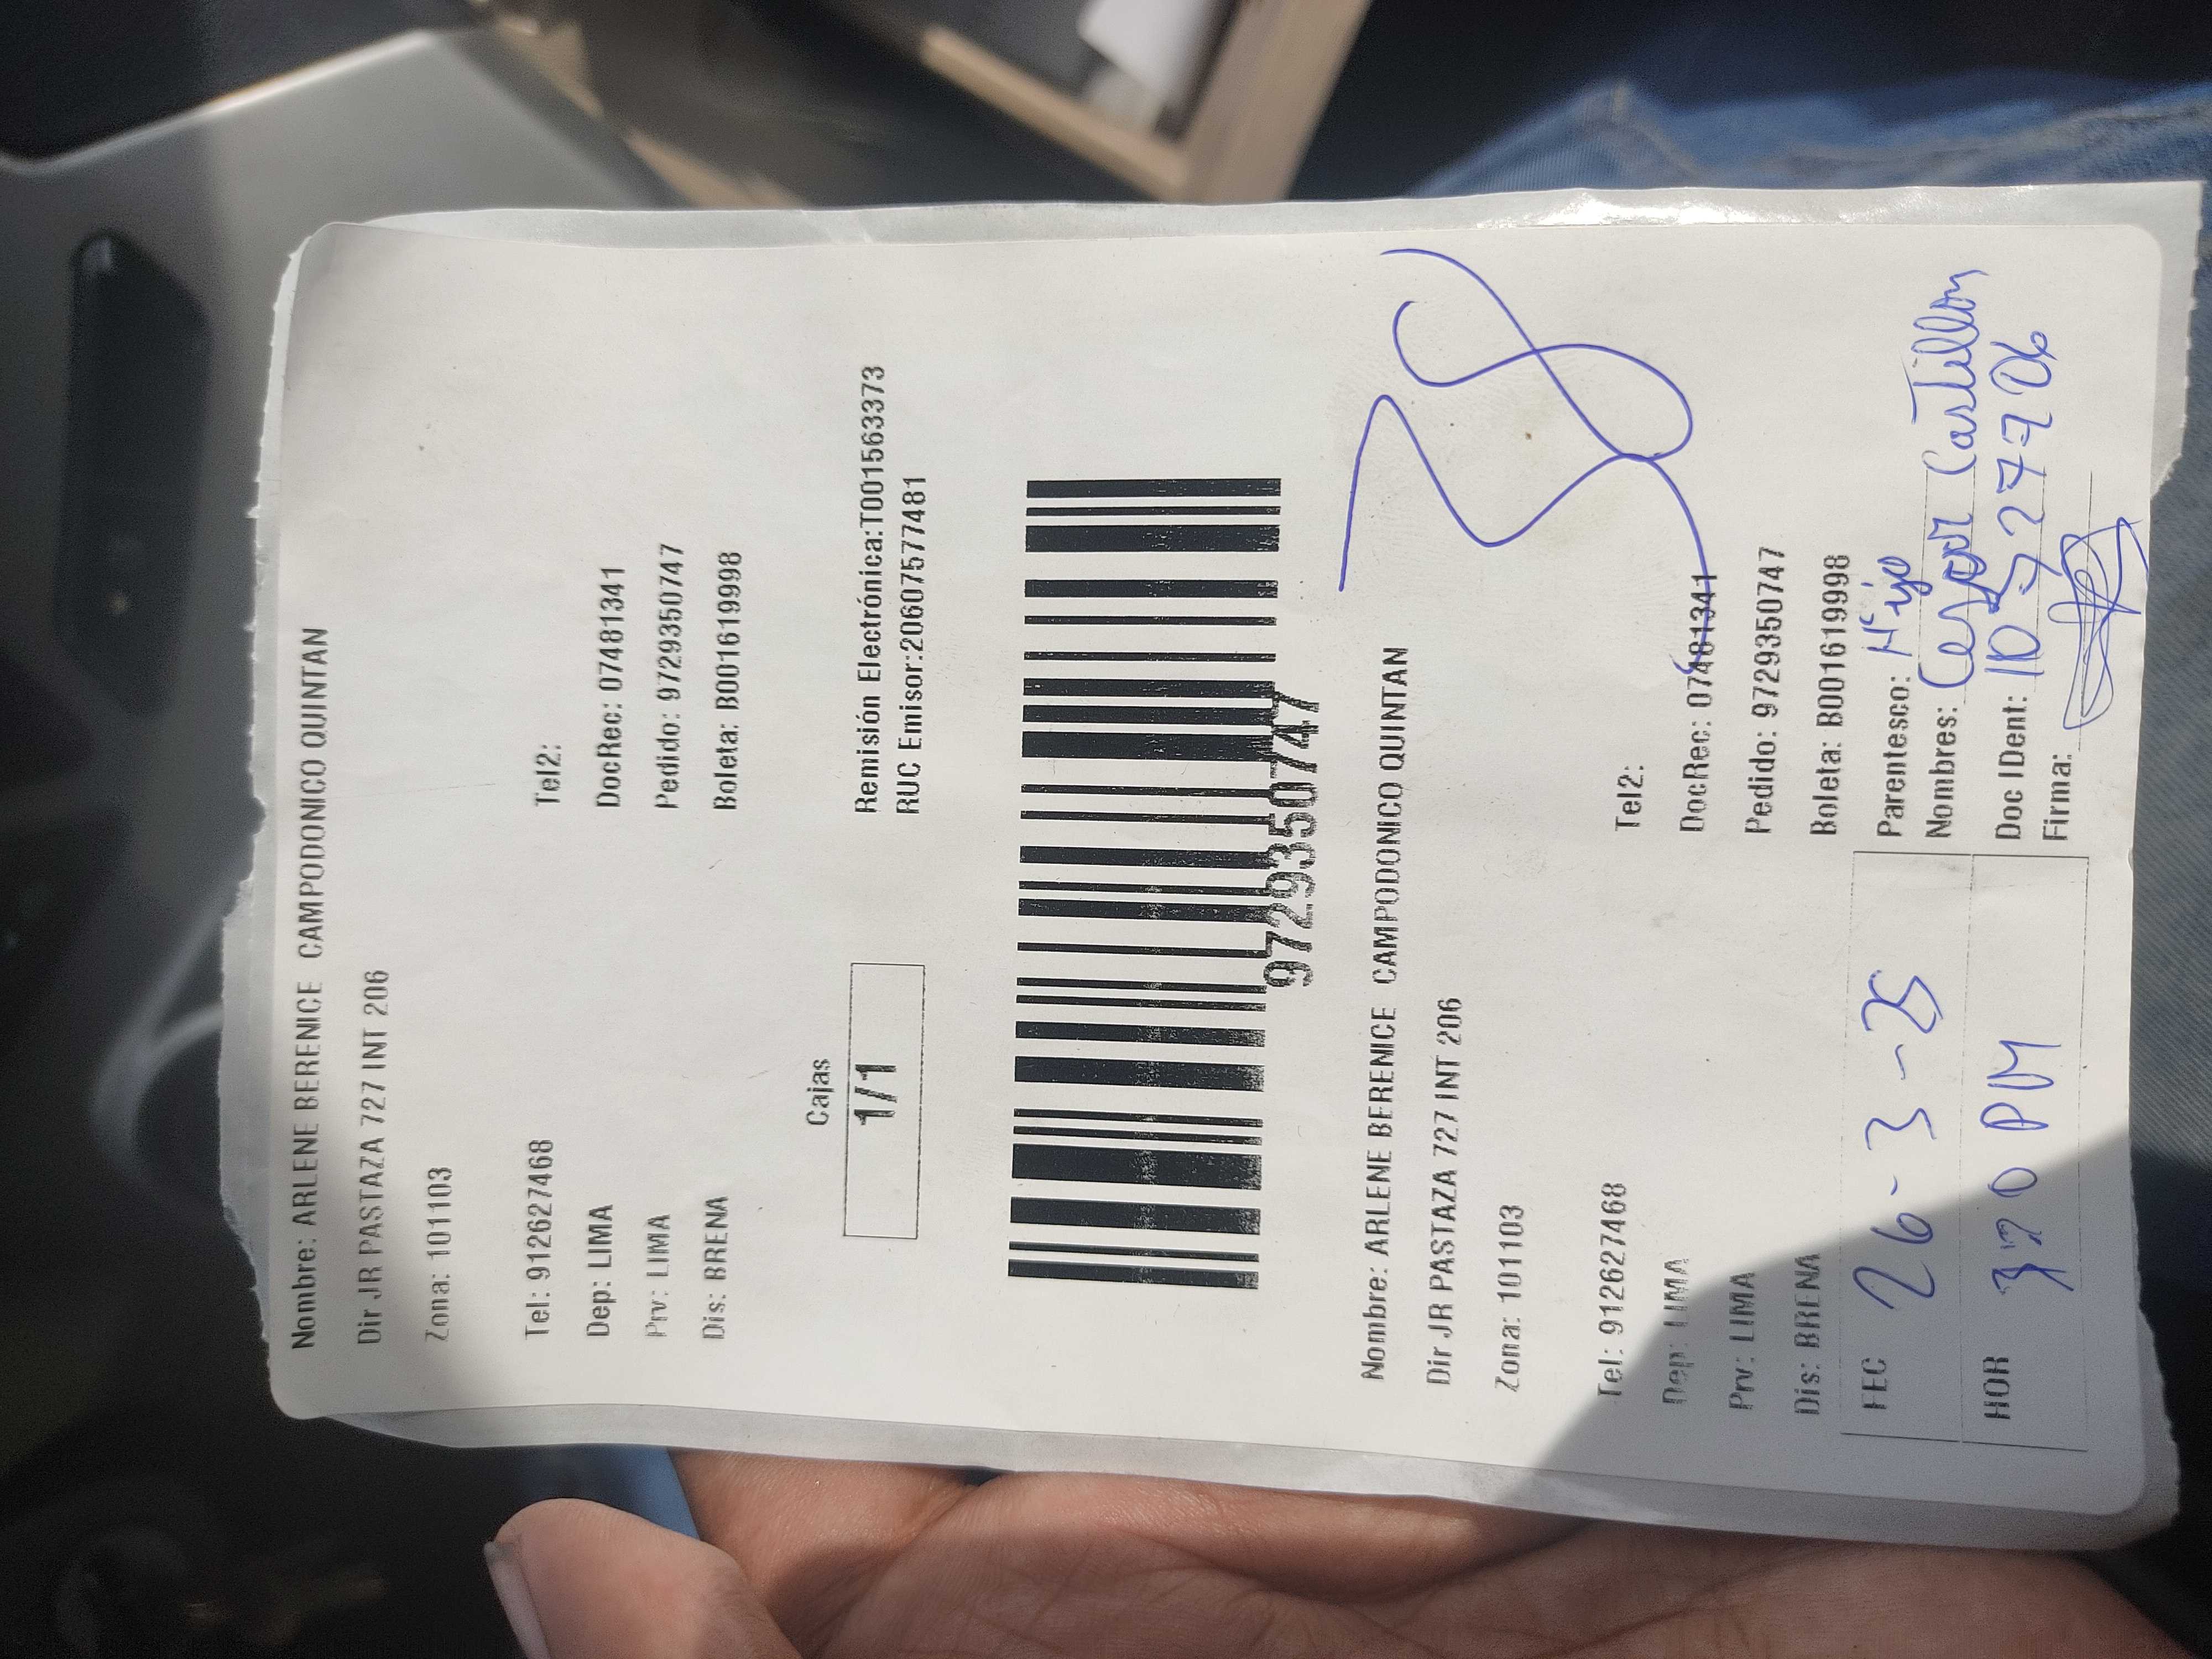 Nombre: ARLENE BERENICE CAMPODONICO QUINTAN
Dir JR PASTAZA 727 INT 206
Zona: 101103
Tel: 912627468 Tel2:
Dep: LIMA DocRec: 07481341
Prv: LIMA Pedido: 9729350747
Dis: BRENA Boleta: B001619998
Cajas
1/1
Remisión Electrónica:T001563373
RUC Emisor:20607577481
9729350747
Nombre: ARLENE BERENICE CAMPODONICO QUINTAN
Dir JR PASTAZA 727 INT 206
Zona: 101103
Tel: 912627468 Tel2:
Dep: LIMA DocRec: 07481341
Prv: LIMA Pedido: 9729350747
Dis: BRENA Boleta: B001619998
FEC 26-3-25
HOR 320 PM
Parentesco: Hijo
Nombres: Castillon
Doc IDent:
Firma: